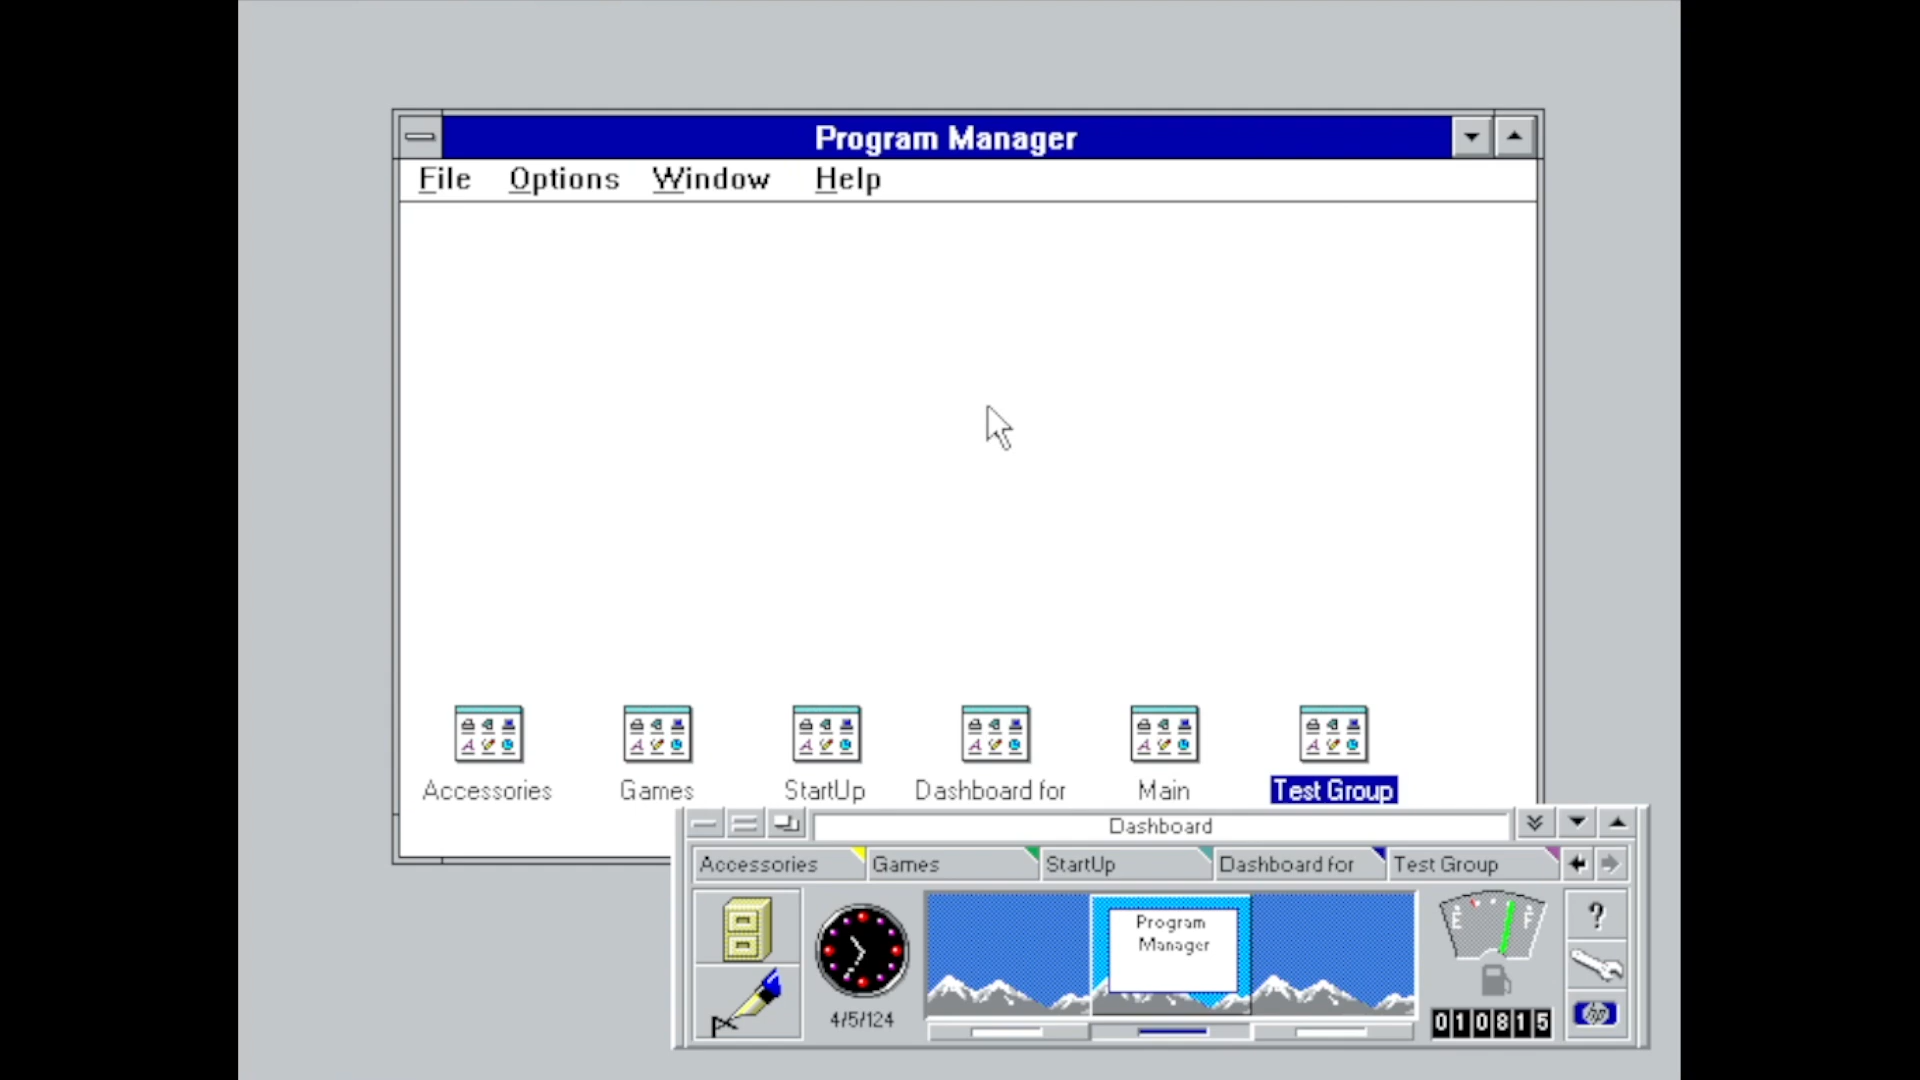 Program Manager
File Options Window Help
Accessories Games StartUp Dashboard for Main Test Group
Dashboard
Accessories Games StartUp Dashboard for Test Group
Program
Manager
E F
?
4/5/124
010815
hp